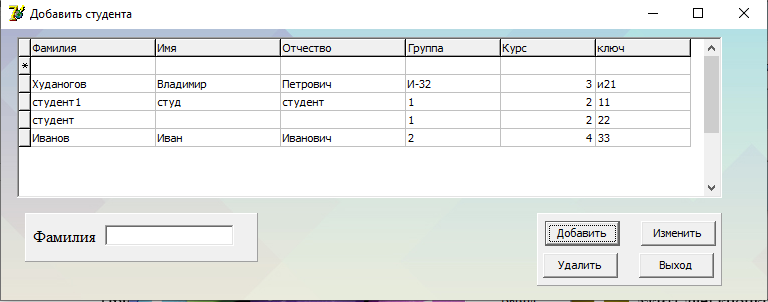 Добавить студента
Фамилия Имя Отчество Группа Курс ключ
*
Худаногов Владимир Петрович И-32 3 и21
студент1 студ студент 1 2 11
студент 1 2 22
Иванов Иван Иванович 2 4 33
Фамилия
Добавить Изменить
Удалить Выход